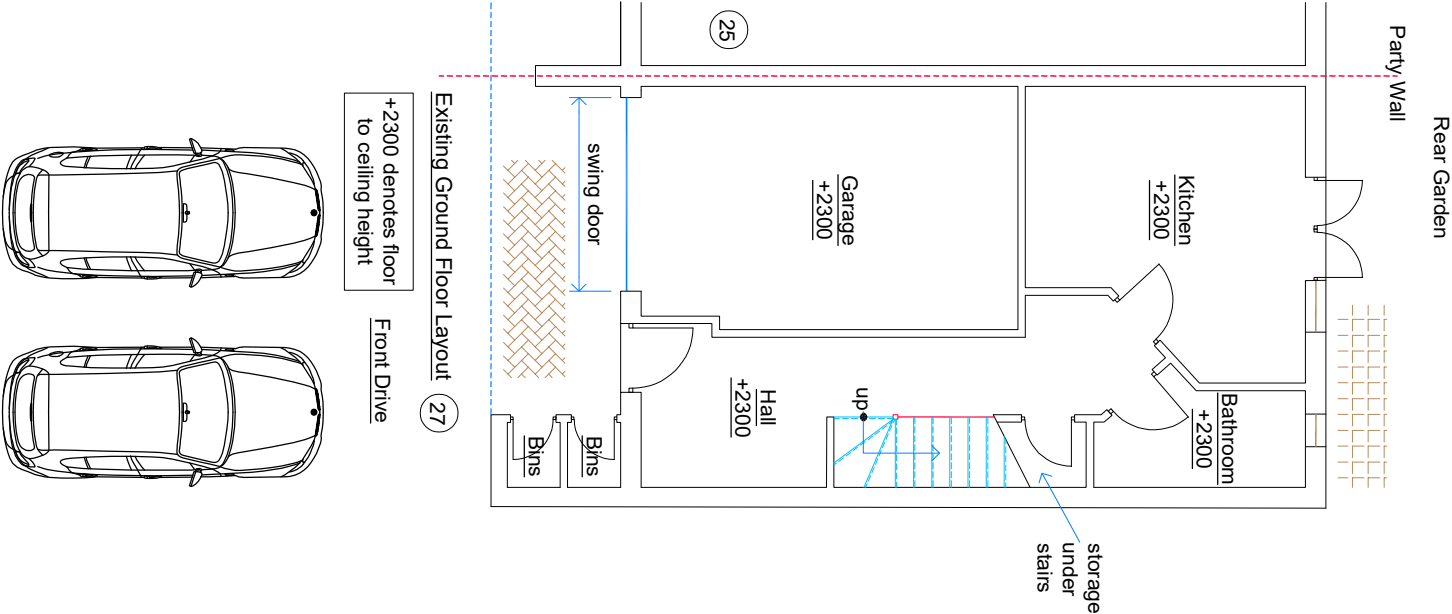 Rear Garden
Party Wall
Kitchen
+2300
Bathroom
+2300
storage
under
stairs
Garage
+2300
up
Hall
+2300
25
swing door
Bins
Bins
Existing Ground Floor Layout
27
+2300 denotes floor
to ceiling height
Front Drive